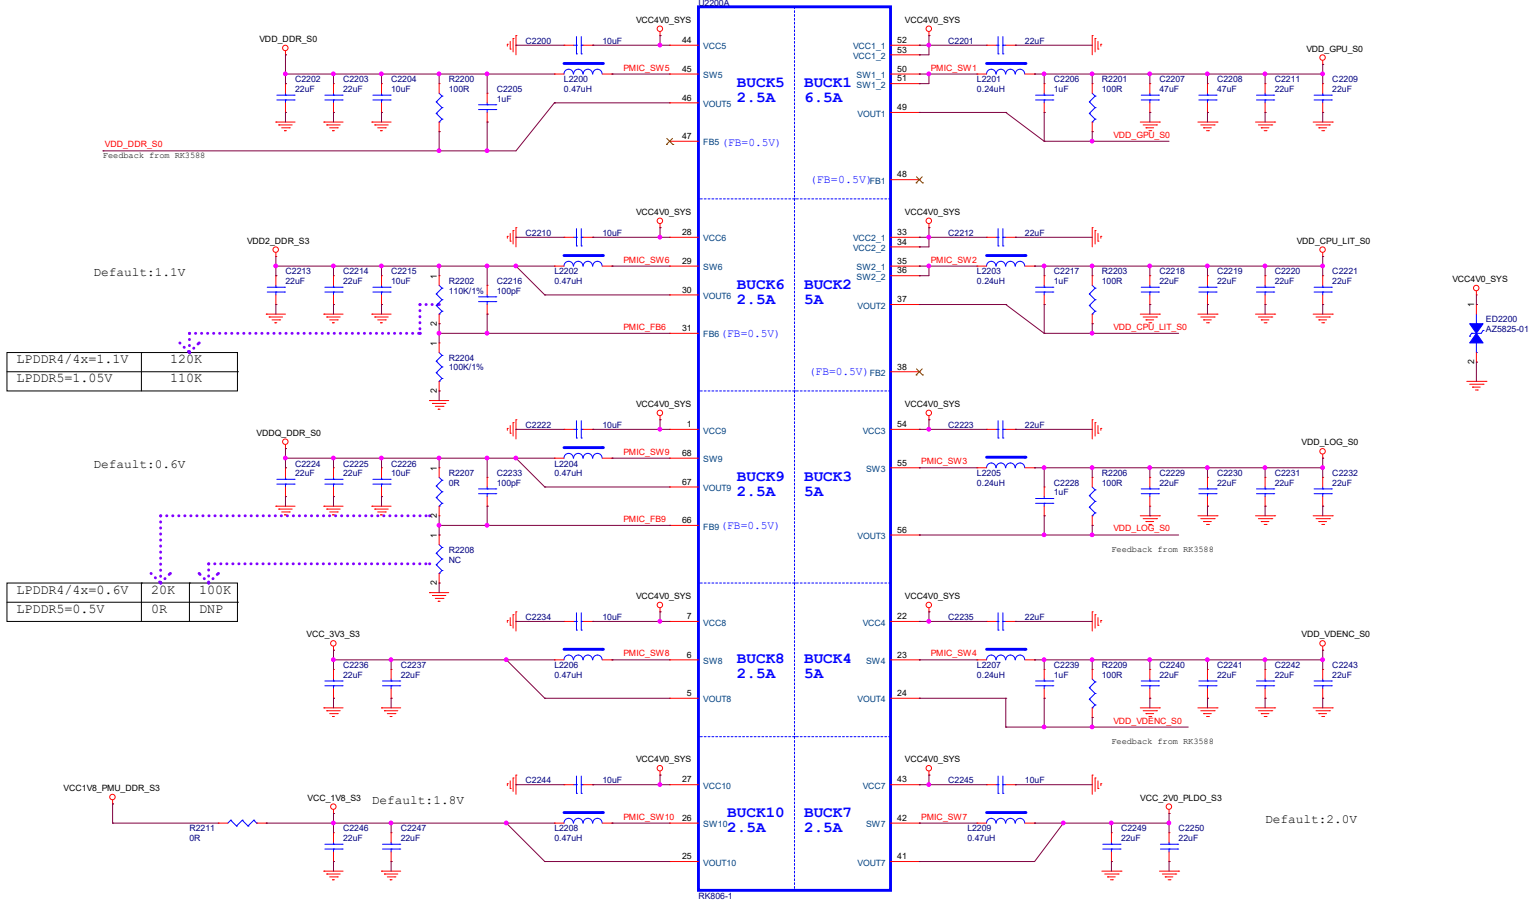 U2200A
VCC4V0_SYS
VCC4V0_SYS
VDD_DDR_S0
C2200 10uF
44 VCC5
VCC1_1 52
VCC1_2 53
C2201 22uF
VDD_GPU_S0
PMIC_SW5 45 SW5
SW1_1 50 PMIC_SW1
SW1_2 51
C2202 22uF
C2203 22uF
C2204 10uF
R2200 100R
C2205 1uF
L2200 0.47uH
BUCK5 2.5A
BUCK1 6.5A
L2201 0.24uH
C2206 1uF
R2201 100R
C2207 47uF
C2208 47uF
C2211 22uF
C2209 22uF
46 VOUT5
VOUT1 49
VDD_DDR_S0
Feedback from RK3588
47 FB5 (FB=0.5V)
VDD_GPU_S0
(FB=0.5V) FB1 48
VCC4V0_SYS
VCC4V0_SYS
VDD2_DDR_S3
C2210 10uF
28 VCC6
VCC2_1 33
VCC2_2 34
C2212 22uF
VDD_CPU_LIT_S0
Default:1.1V
PMIC_SW6 29 SW6
SW2_1 35 PMIC_SW2
SW2_2 36
C2213 22uF
C2214 22uF
C2215 10uF
1 R2202 110K/1% 2
C2216 100pF
L2202 0.47uH
BUCK6 2.5A
BUCK2 5A
L2203 0.24uH
C2217 1uF
R2203 100R
C2218 22uF
C2219 22uF
C2220 22uF
C2221 22uF
30 VOUT6
VOUT2 37
PMIC_FB6 31 FB6 (FB=0.5V)
VDD_CPU_LIT_S0
VCC4V0_SYS
1
ED2200
AZ5825-01
2
LPDDR4/4x=1.1V 120K
LPDDR5=1.05V 110K
1 R2204 100K/1% 2
(FB=0.5V) FB2 38
VCC4V0_SYS
VCC4V0_SYS
VDDQ_DDR_S0
C2222 10uF
1 VCC9
VCC3 54
C2223 22uF
VDD_LOG_S0
Default:0.6V
PMIC_SW9 68 SW9
SW3 55 PMIC_SW3
C2224 22uF
C2225 22uF
C2226 10uF
1 R2207 0R 2
C2233 100pF
L2204 0.47uH
BUCK9 2.5A
BUCK3 5A
L2205 0.24uH
C2228 1uF
R2206 100R
C2229 22uF
C2230 22uF
C2231 22uF
C2232 22uF
67 VOUT9
PMIC_FB9 66 FB9 (FB=0.5V)
VOUT3 56
VDD_LOG_S0
Feedback from RK3588
1 R2208 NC 2
LPDDR4/4x=0.6V 20K 100K
LPDDR5=0.5V 0R DNP
VCC4V0_SYS
VCC4V0_SYS
C2234 10uF
7 VCC8
VCC4 22
C2235 22uF
VCC_3V3_S3
VDD_VDENC_S0
PMIC_SW8 6 SW8
SW4 23 PMIC_SW4
C2236 22uF
C2237 22uF
L2206 0.47uH
BUCK8 2.5A
BUCK4 5A
L2207 0.24uH
C2239 1uF
R2209 100R
C2240 22uF
C2241 22uF
C2242 22uF
C2243 22uF
5 VOUT8
VOUT4 24
VDD_VDENC_S0
Feedback from RK3588
VCC4V0_SYS
VCC4V0_SYS
C2244 10uF
27 VCC10
VCC7 43
C2245 10uF
VCC1V8_PMU_DDR_S3
VCC_1V8_S3
Default:1.8V
VCC_2V0_PLDO_S3
Default:2.0V
R2211 0R
PMIC_SW10 26 SW10
SW7 42 PMIC_SW7
C2246 22uF
C2247 22uF
L2208 0.47uH
BUCK10 2.5A
BUCK7 2.5A
L2209 0.47uH
C2249 22uF
C2250 22uF
25 VOUT10
VOUT7 41
RK806-1